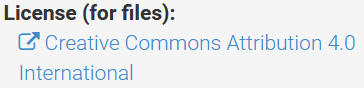 License (for files):
Creative Commons Attribution 4.0
International